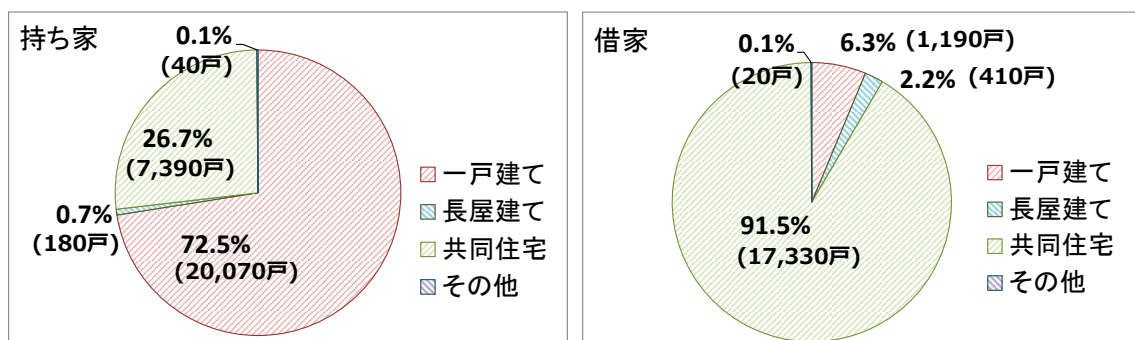 持ち家
0.1%
(40戸)
26.7%
(7,390戸)
0.7%
(180戸)
72.5%
(20,070戸)
一戸建て
長屋建て
共同住宅
その他
借家
0.1%
(20戸)
6.3% (1,190戸)
2.2% (410戸)
91.5%
(17,330戸)
一戸建て
長屋建て
共同住宅
その他